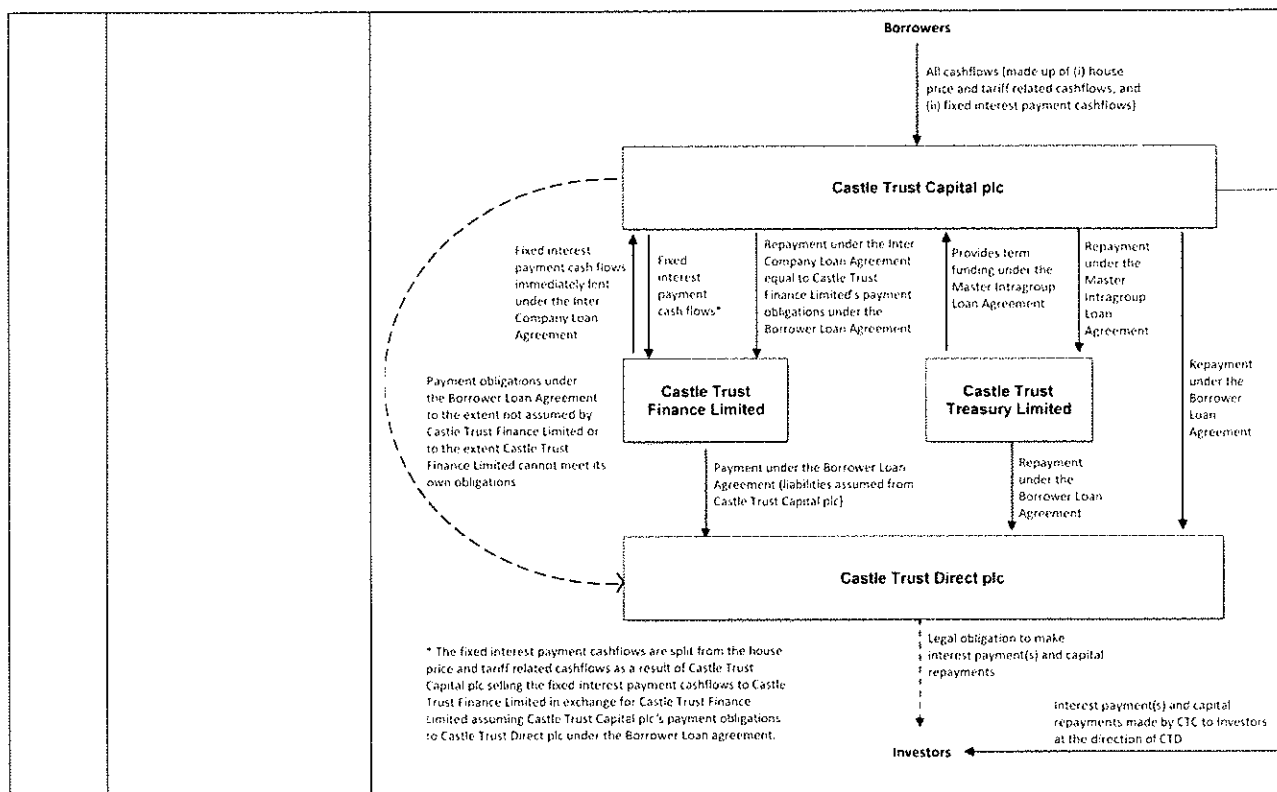 Borrowers
All cashflows (made up of (i) house
price and tariff related cashflows, and
(ii) fixed interest payment cashflows)
Castle Trust Capital plc
Fixed interest
payment cash flows
immediately lent
under the Inter
Company Loan
Agreement
Fixed
interest
payment
cash flows*
Repayment under the Inter
Company Loan Agreement
equal to Castle Trust
Finance Limited's payment
obligations under the
Borrower Loan Agreement
Provides term
funding under the
Master Intragroup
Loan Agreement
Repayment
under the
Master
Intragroup
Loan
Agreement
Repayment
under the
Borrower
Loan
Agreement
Castle Trust
Finance Limited
Castle Trust
Treasury Limited
Payment obligations under
the Borrower Loan Agreement
to the extent not assumed by
Castle Trust Finance Limited or
to the extent Castle Trust
Finance Limited cannot meet its
own obligations
Payment under the Borrower Loan
Agreement (liabilities assumed from
Castle Trust Capital plc)
Repayment
under the
Borrower Loan
Agreement
Castle Trust Direct plc
Legal obligation to make
interest payment(s) and capital
repayments
* The fixed interest payment cashflows are split from the house
price and tariff related cashflows as a result of Castle Trust
Capital plc selling the fixed interest payment cashflows to Castle
Trust Finance Limited in exchange for Castle Trust Finance
Limited assuming Castle Trust Capital plc's payment obligations
to Castle Trust Direct plc under the Borrower Loan agreement.
Interest payment(s) and capital
repayments made by CTC to Investors
at the direction of CTD
Investors